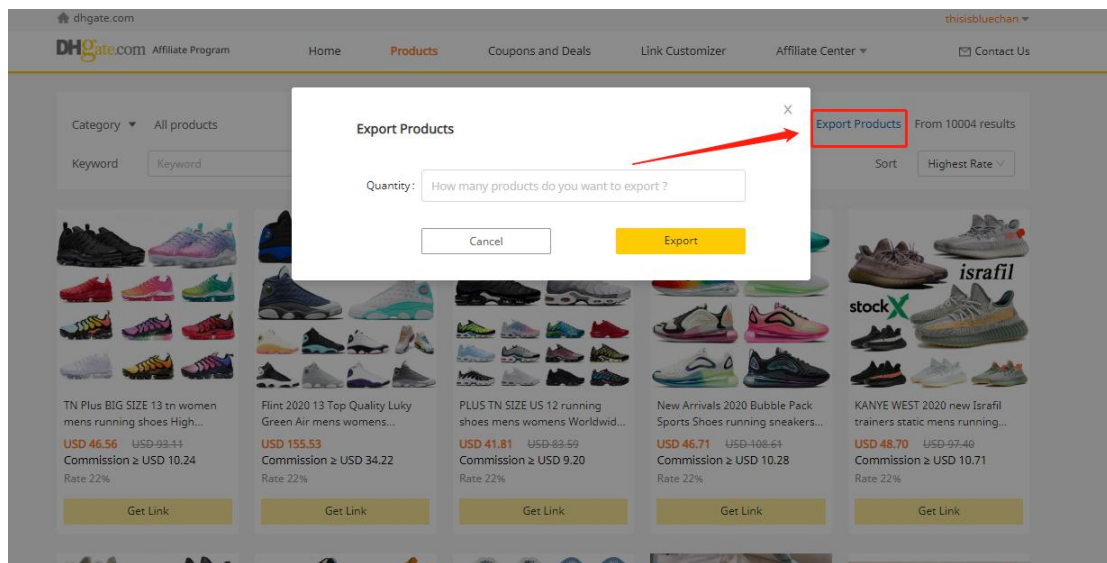 dhgate.com
thisisbluechan
DHgate.com Affiliate Program
Home
Products
Coupons and Deals
Link Customizer
Affiliate Center
Contact Us
Category
All products
Export Products
From 10004 results
Keyword
Keyword
Sort
Highest Rate
Export Products
X
Quantity:
How many products do you want to export ?
Cancel
Export
israfil
stockX
TN Plus BIG SIZE 13 tn women
mens running shoes High...
USD 46.56 USD 93.11
Commission ≥ USD 10.24
Rate 22%
Get Link
Flint 2020 13 Top Quality Luky
Green Air mens womens...
USD 155.53
Commission ≥ USD 34.22
Rate 22%
Get Link
PLUS TN SIZE US 12 running
shoes mens womens Worldwid...
USD 41.81 USD 83.59
Commission ≥ USD 9.20
Rate 22%
Get Link
New Arrivals 2020 Bubble Pack
Sports Shoes running sneakers...
USD 46.71 USD 108.61
Commission ≥ USD 10.28
Rate 22%
Get Link
KANYE WEST 2020 new Israfil
trainers static mens running...
USD 48.70 USD 97.40
Commission ≥ USD 10.71
Rate 22%
Get Link